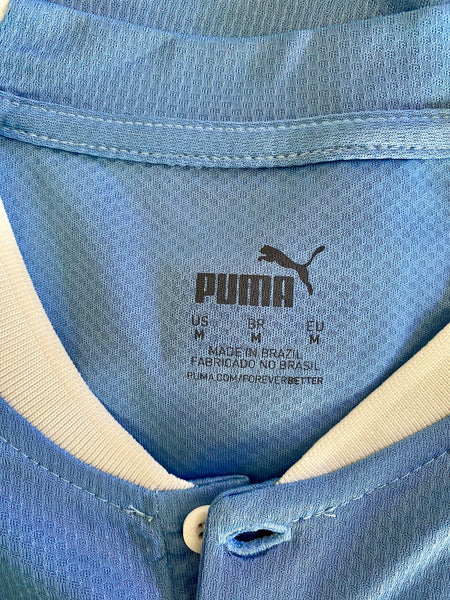 PUMA
US BR EU
M M M
MADE IN BRAZIL
FABRICADO NO BRASIL
PUMA.COM/FOREVERBETTER